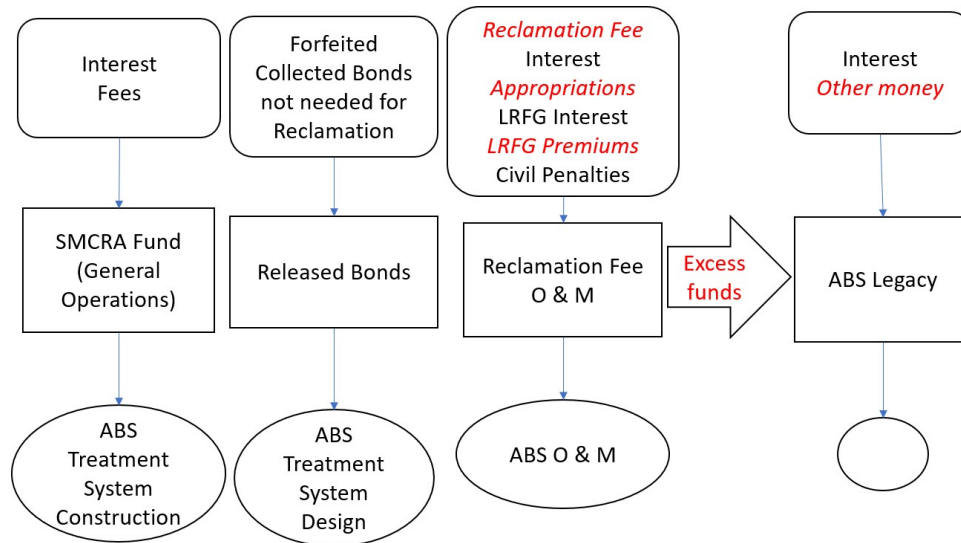 Interest
Fees
Forfeited
Collected Bonds
not needed for
Reclamation
Reclamation Fee
Interest
Appropriations
LRFG Interest
LRFG Premiums
Civil Penalties
Interest
Other money
SMCRA Fund
(General
Operations)
Released Bonds
Reclamation Fee
O & M
Excess
funds
ABS Legacy
ABS
Treatment
System
Construction
ABS
Treatment
System
Design
ABS O & M